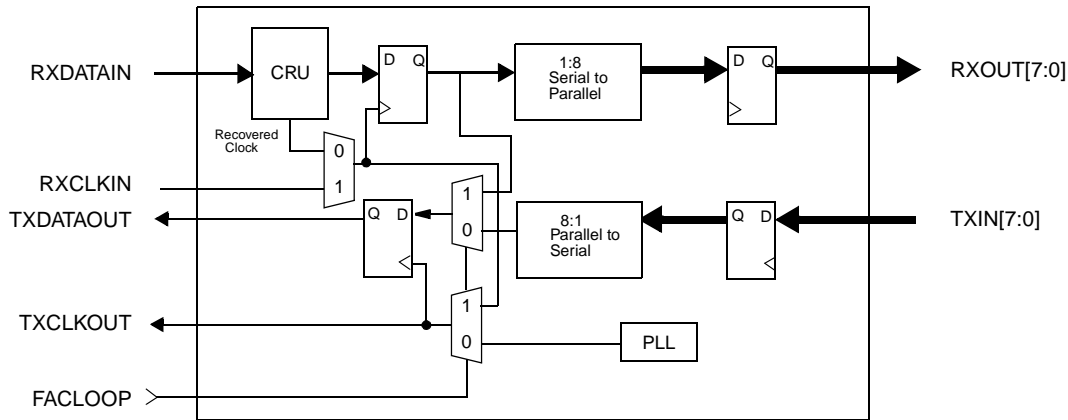 RXDATAIN
CRU
D Q
1:8
Serial to
Parallel
D Q
RXOUT[7:0]
Recovered
Clock
0
1
RXCLKIN
TXDATAOUT
Q D
1
0
8:1
Parallel to
Serial
Q D
TXIN[7:0]
TXCLKOUT
1
0
PLL
FACLOOP